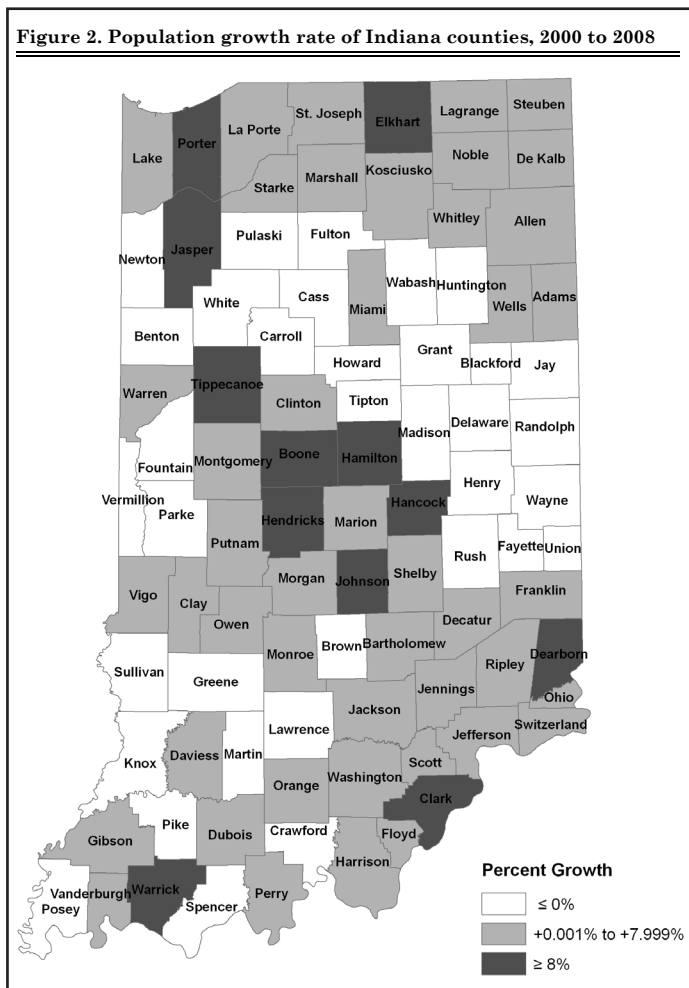 Figure 2. Population growth rate of Indiana counties, 2000 to 2008
Steuben
Lagrange
St. Joseph
Elkhart
La Porte
Porter
Lake
Noble
De Kalb
Kosciusko
Marshall
Starke
Whitley
Allen
Fulton
Pulaski
Jasper
Newton
Wabash
Huntington
Cass
White
Miami
Wells
Adams
Benton
Carroll
Grant
Howard
Blackford
Jay
Tippecanoe
Warren
Clinton
Tipton
Delaware
Randolph
Madison
Boone
Hamilton
Montgomery
Fountain
Henry
Vermillion
Wayne
Hancock
Parke
Hendricks
Marion
Putnam
Fayette
Union
Rush
Shelby
Morgan
Johnson
Franklin
Vigo
Clay
Decatur
Owen
Brown
Bartholomew
Monroe
Dearborn
Ripley
Sullivan
Greene
Jennings
Ohio
Jackson
Switzerland
Lawrence
Jefferson
Daviess
Martin
Knox
Scott
Washington
Orange
Clark
Pike
Dubois
Crawford
Floyd
Gibson
Harrison
Warrick
Vanderburgh
Perry
Posey
Spencer
Percent Growth
≤ 0%
+0.001% to +7.999%
≥ 8%